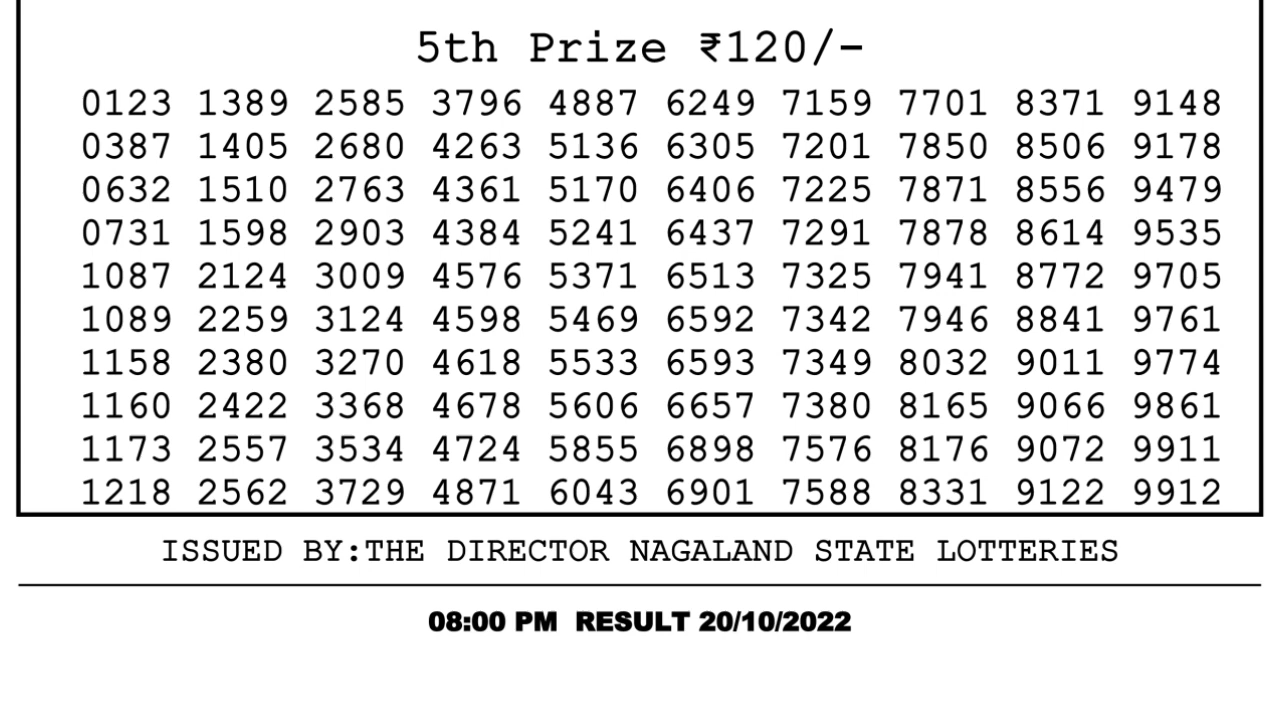 5th Prize ₹120/-
0123 1389 2585 3796 4887 6249 7159 7701 8371 9148
0387 1405 2680 4263 5136 6305 7201 7850 8506 9178
0632 1510 2763 4361 5170 6406 7225 7871 8556 9479
0731 1598 2903 4384 5241 6437 7291 7878 8614 9535
1087 2124 3009 4576 5371 6513 7325 7941 8772 9705
1089 2259 3124 4598 5469 6592 7342 7946 8841 9761
1158 2380 3270 4618 5533 6593 7349 8032 9011 9774
1160 2422 3368 4678 5606 6657 7380 8165 9066 9861
1173 2557 3534 4724 5855 6898 7576 8176 9072 9911
1218 2562 3729 4871 6043 6901 7588 8331 9122 9912
ISSUED BY:THE DIRECTOR NAGALAND STATE LOTTERIES
08:00 PM RESULT 20/10/2022